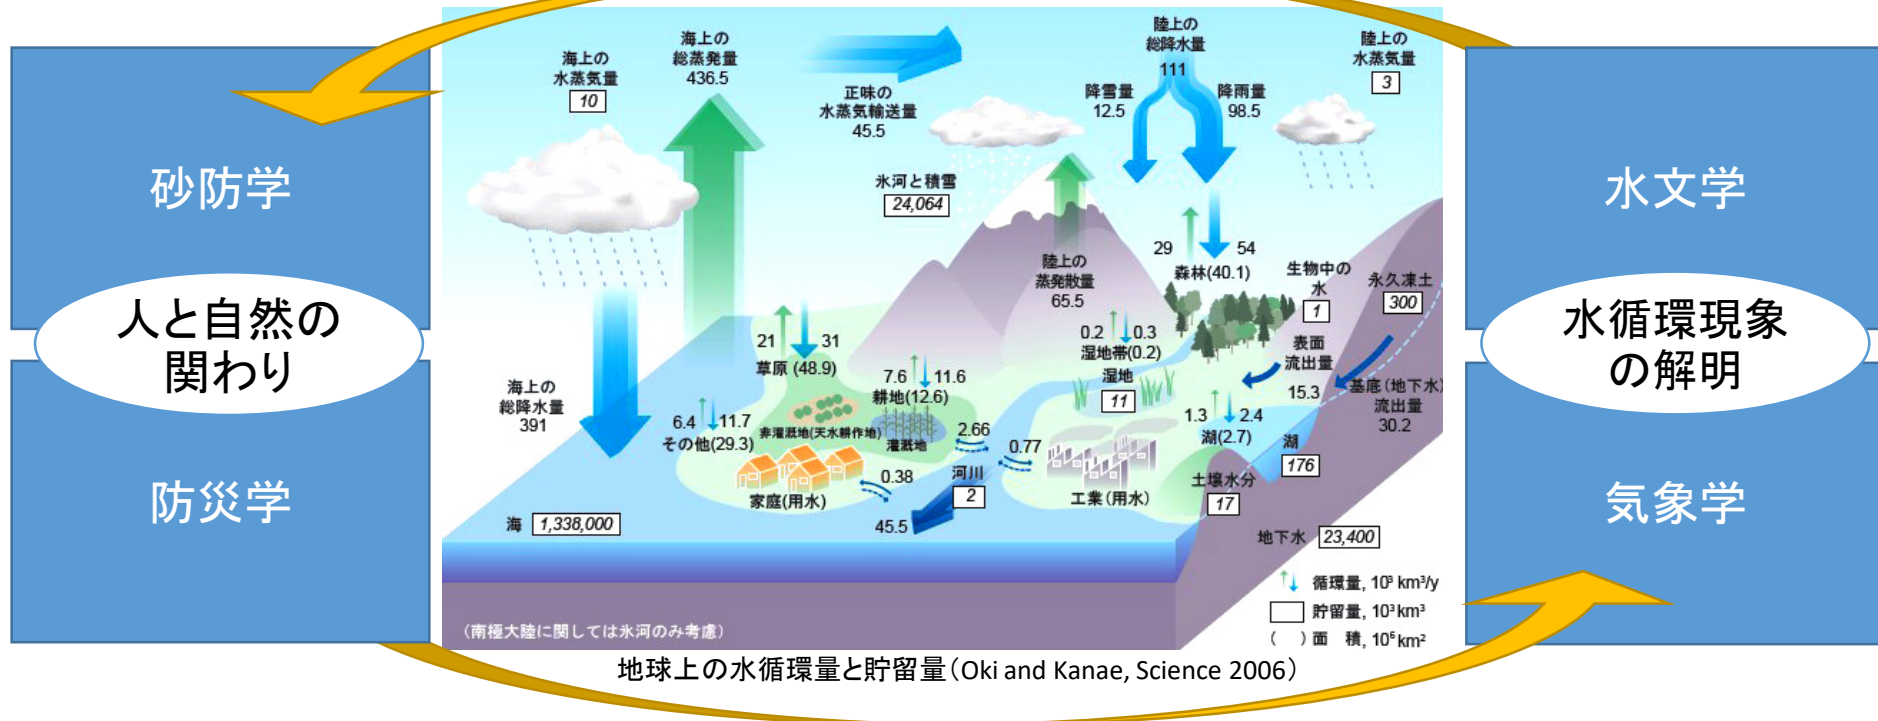 砂防学
人と自然の
関わり
防災学
海上の
水蒸気量
10
海上の
総蒸発量
436.5
正味の
水蒸気輸送量
45.5
陸上の
総降水量
111
降雪量
12.5
降雨量
98.5
陸上の
水蒸気量
3
氷河と積雪
24,064
陸上の
蒸発散量
65.5
29
54
森林(40.1)
生物中の
水
1
永久凍土
300
海上の
総降水量
391
21
31
草原 (48.9)
7.6
11.6
耕地(12.6)
0.2
0.3
湿地帯(0.2)
湿地
11
表面
流出量
15.3
基底(地下水)
流出量
30.2
6.4
11.7
その他(29.3)
非灌漑地(天水耕作地)
灌漑地
2.66
0.77
1.3
2.4
湖(2.7)
湖
176
家庭(用水)
0.38
河川
2
工業(用水)
土壌水分
17
海
1,338,000
45.5
地下水
23,400
循環量, 10³ km³/y
貯留量, 10³ km³
( )面 積, 10⁶ km²
(南極大陸に関しては氷河のみ考慮)
地球上の水循環量と貯留量(Oki and Kanae, Science 2006)
水文学
水循環現象
の解明
気象学